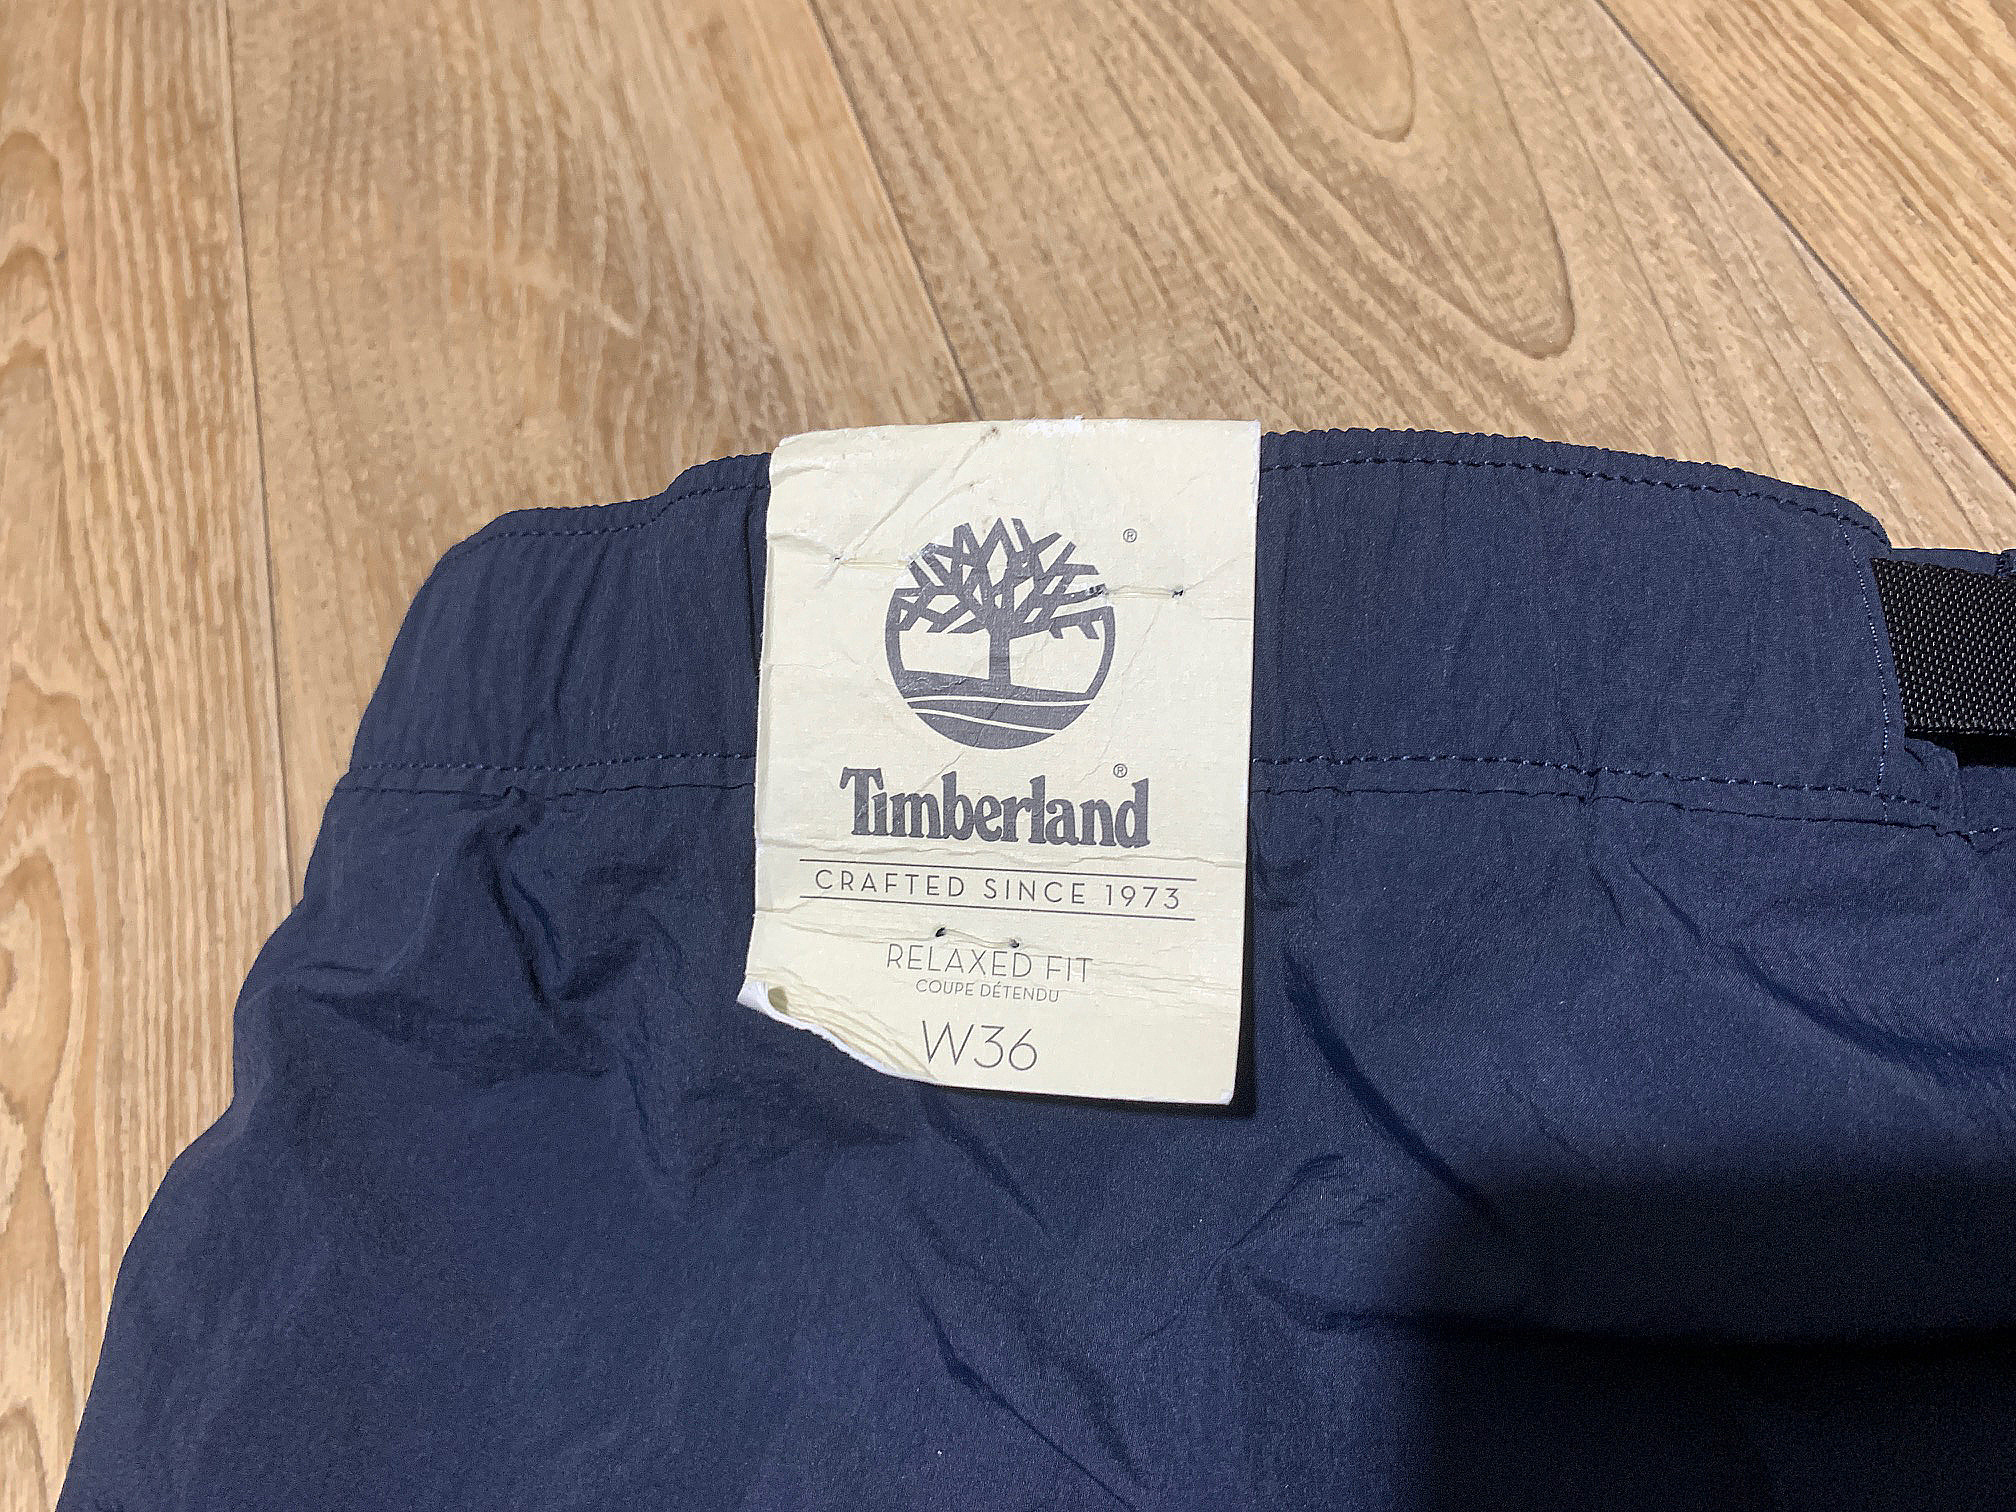 ®
Timberland®
CRAFTED SINCE 1973
RELAXED FIT
COUPE DÉTENDU
W36